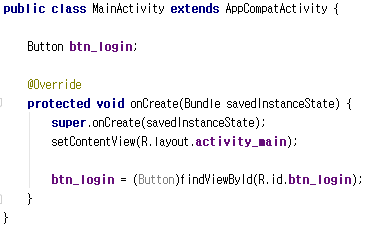 public class MainActivity extends AppCompatActivity {
Button btn_login;
@Override
protected void onCreate(Bundle savedInstanceState) {
super.onCreate(savedInstanceState);
setContentView(R.layout.activity_main);
btn_login = (Button)findViewById(R.id.btn_login);
}
}